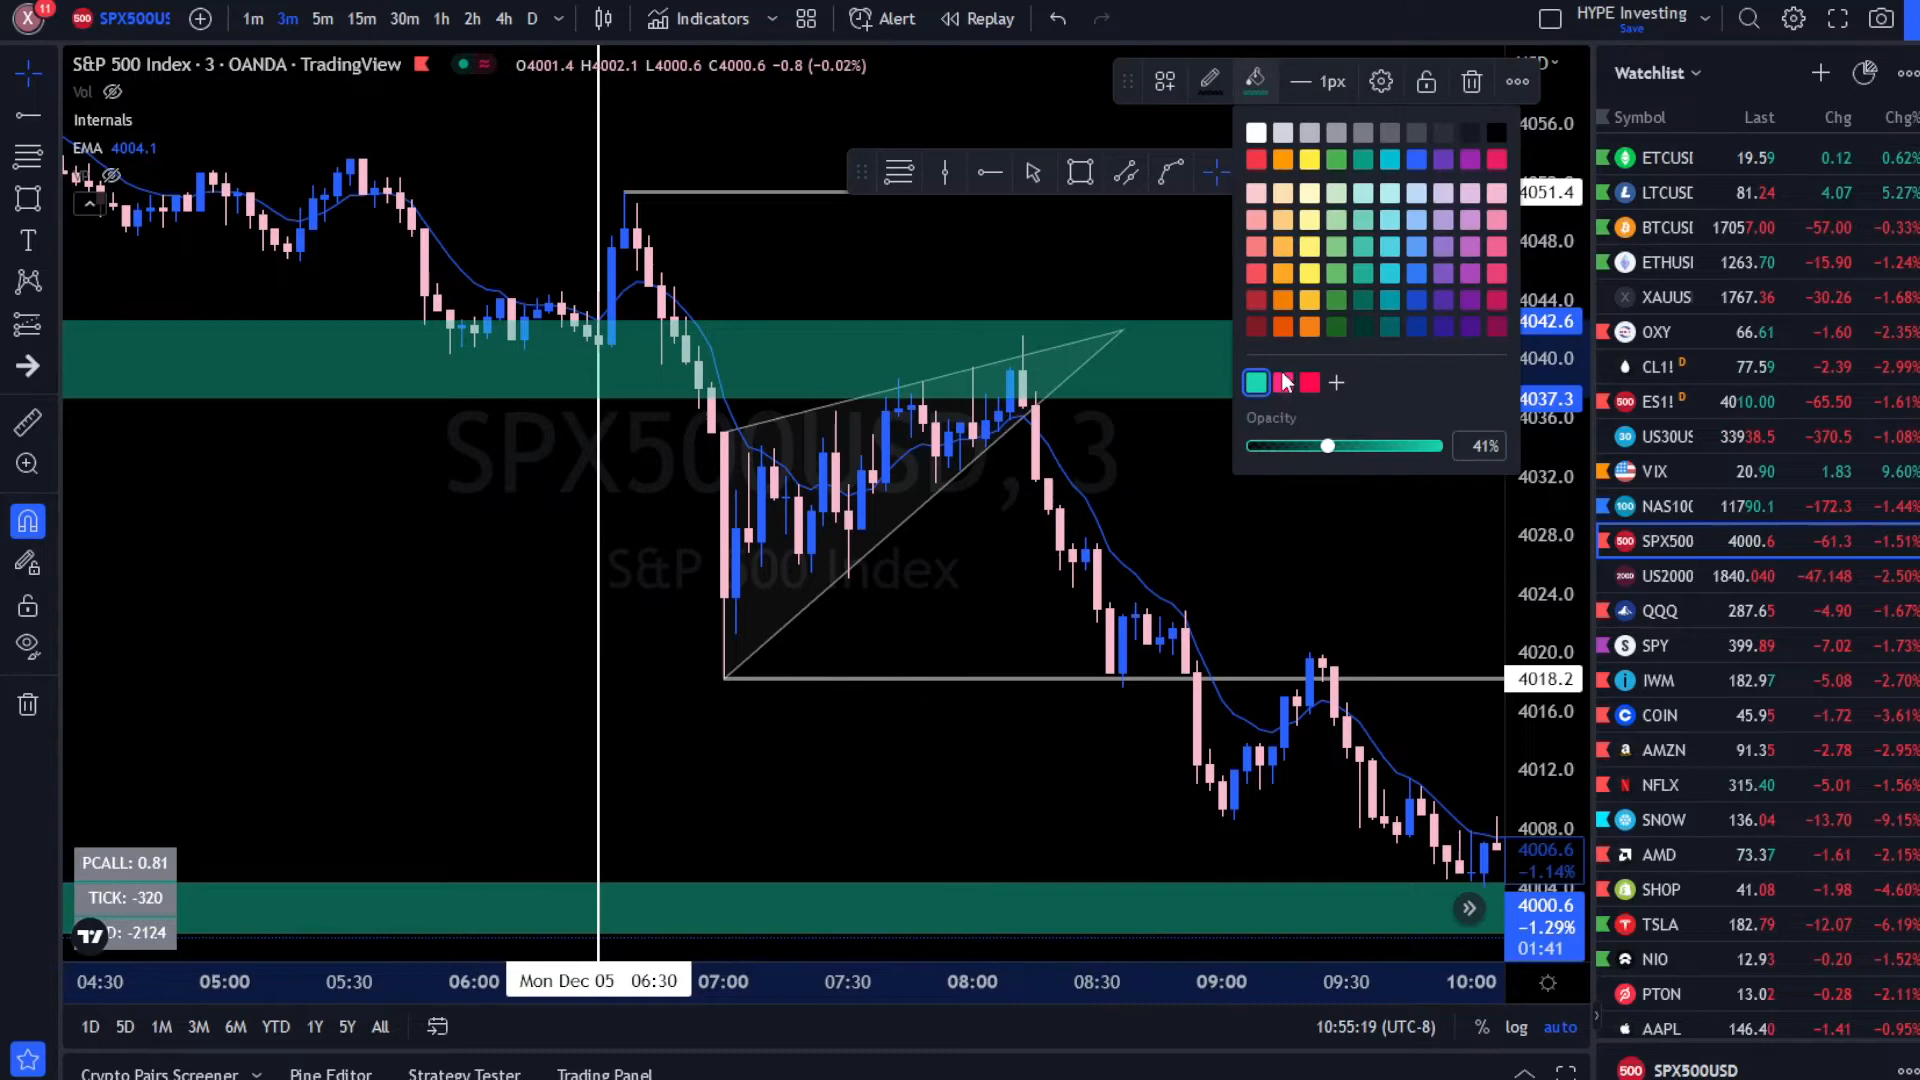 X 11 500 SPX500US 1m 3m 5m 15m 30m 1h 2h 4h D Indicators Alert Replay HYPE Investing
Save
S&P 500 Index · 3 · OANDA · TradingView O4001.4 H4002.1 L4000.6 C4000.6 −0.8 (−0.02%)
Vol
Internals
EMA 4004.1
1px
Opacity
41%
SPX500USD, 3
S&P 500 Index
4056.0
4051.4
4048.0
4044.0
4042.6
4040.0
4037.3
4036.0
4032.0
4028.0
4024.0
4020.0
4018.2
4016.0
4012.0
4008.0
4006.6
−1.14%
4004.0
4000.6
−1.29%
01:41
PCALL: 0.81
TICK: -320
D: -2124
04:30 05:00 05:30 06:00 Mon Dec 05 06:30 07:00 07:30 08:00 08:30 09:00 09:30 10:00
1D 5D 1M 3M 6M YTD 1Y 5Y All 10:55:19 (UTC-8) % log auto
Crypto Pairs Screener Pine Editor Strategy Tester Trading Panel
Watchlist
Symbol Last Chg Chg%
ETCUSI 19.59 0.12 0.62%
LTCUSD 81.24 4.07 5.27%
BTCUSI 17057.00 −57.00 −0.33%
ETHUSI 1263.70 −15.90 −1.24%
XAUUS 1767.36 −30.26 −1.68%
OXY 66.61 −1.60 −2.35%
CL1! D 77.59 −2.39 −2.99%
500 ES1! D 4010.00 −65.50 −1.61%
30 US30US 33938.5 −370.5 −1.08%
VIX 20.90 1.83 9.60%
100 NAS100 11790.1 −172.3 −1.44%
500 SPX500 4000.6 −61.3 −1.51%
2000 US2000 1840.040 −47.148 −2.50%
QQQ 287.65 −4.90 −1.67%
S SPY 399.89 −7.02 −1.73%
IWM 182.97 −5.08 −2.70%
COIN 45.95 −1.72 −3.61%
AMZN 91.35 −2.78 −2.95%
NFLX 315.40 −5.01 −1.56%
SNOW 136.04 −13.70 −9.15%
AMD 73.37 −1.61 −2.15%
SHOP 41.08 −1.98 −4.60%
TSLA 182.79 −12.07 −6.19%
NIO 12.93 −0.20 −1.52%
PTON 13.02 −0.28 −2.11%
AAPL 146.40 −1.41 −0.95%
500 SPX500USD